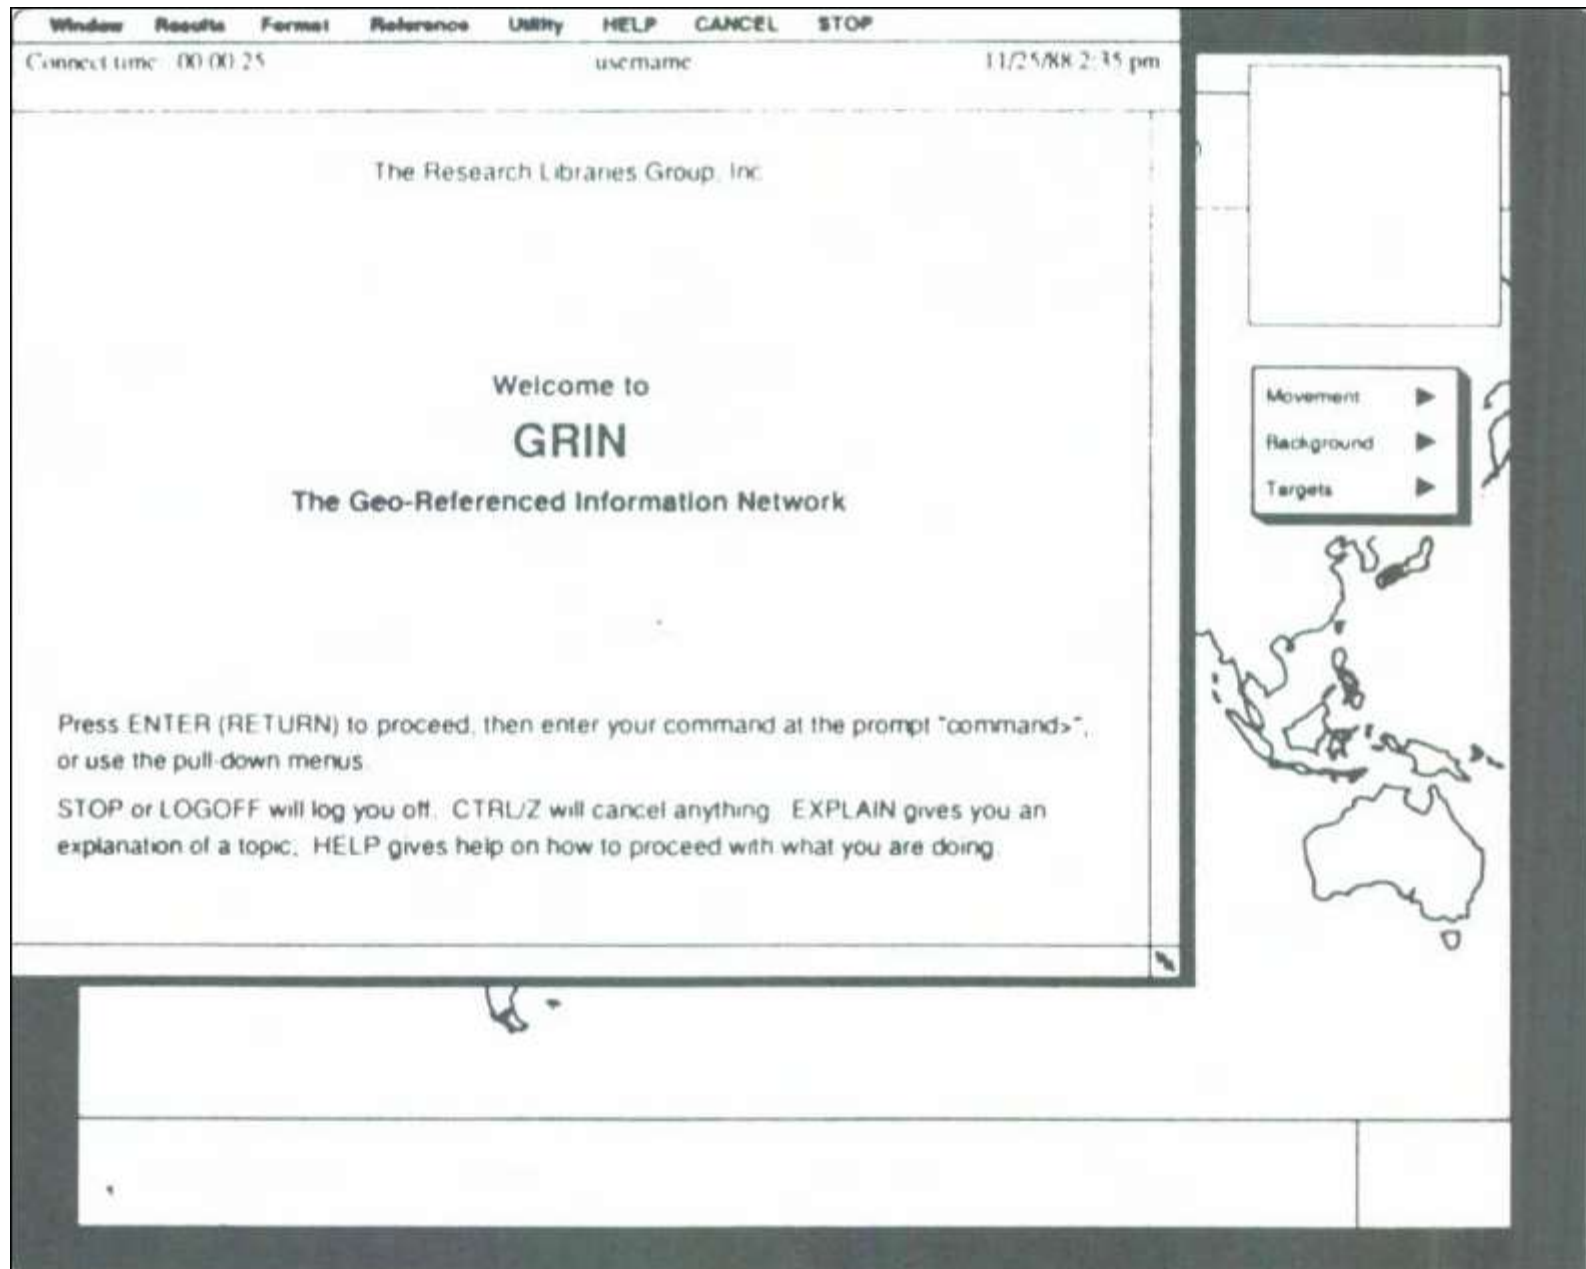 Window Results Format Reference Utility HELP CANCEL STOP
Connect time 00:00:25 username 11/25/88 2:35 pm
The Research Libraries Group, Inc.
Welcome to
GRIN
The Geo-Referenced Information Network
Press ENTER (RETURN) to proceed, then enter your command at the prompt "command>",
or use the pull-down menus.
STOP or LOGOFF will log you off. CTRL/Z will cancel anything. EXPLAIN gives you an
explanation of a topic, HELP gives help on how to proceed with what you are doing.
Movement
Background
Targets